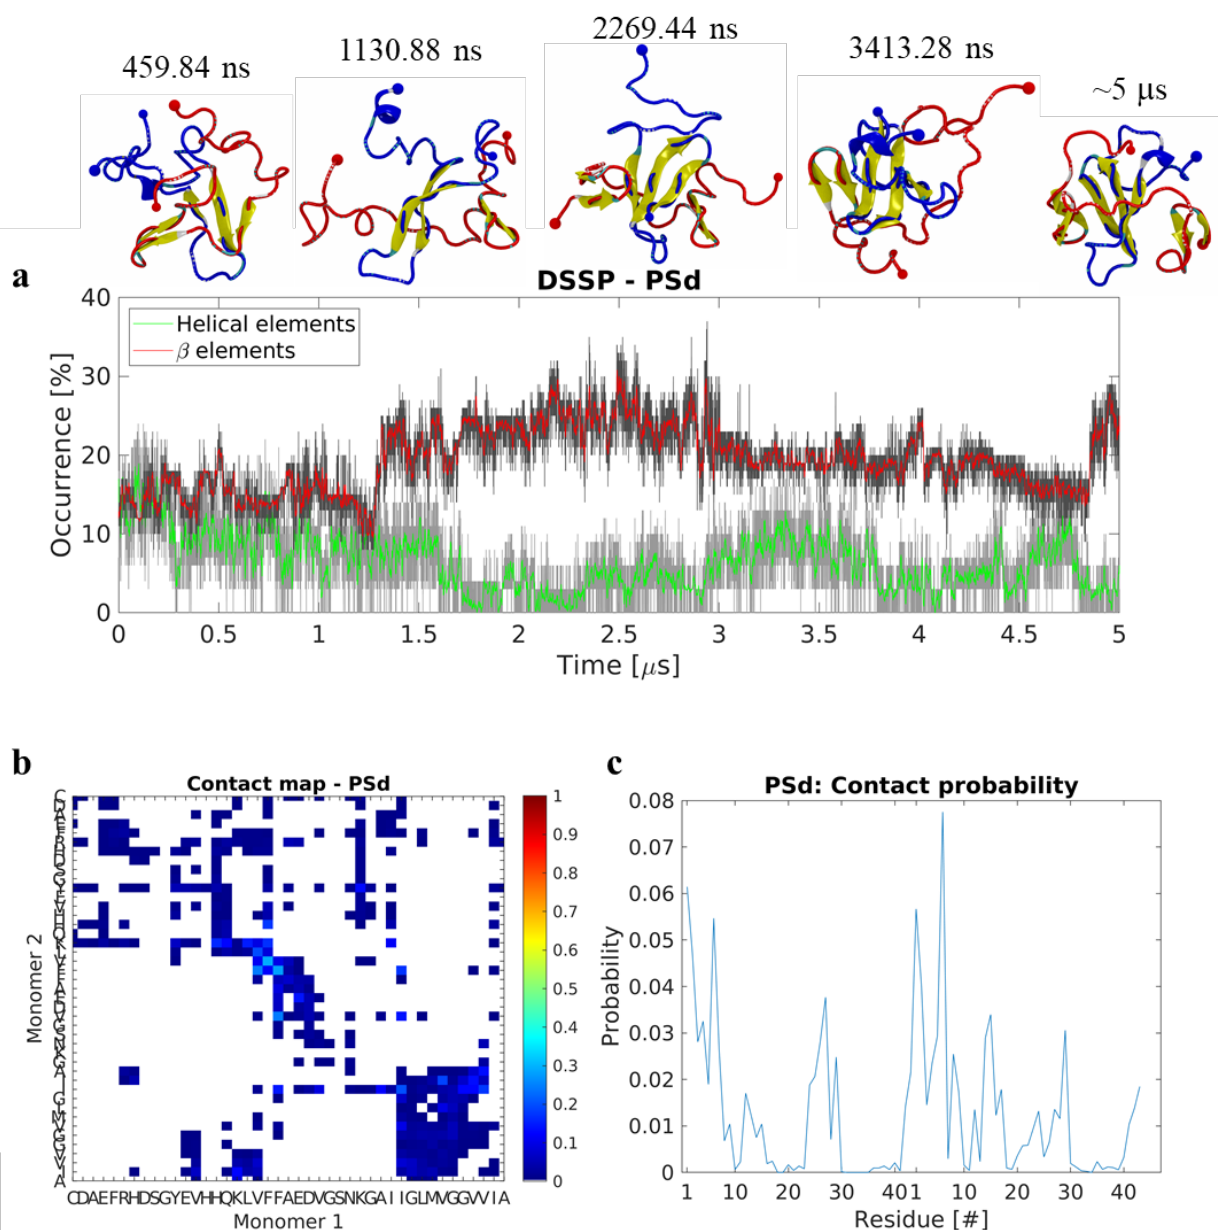 459.84 ns
1130.88 ns
2269.44 ns
3413.28 ns
~5 μs
a
DSSP - PSd
Helical elements
β elements
Occurrence [%]
40
30
20
10
0
0 0.5 1 1.5 2 2.5 3 3.5 4 4.5 5
Time [μs]
b
Contact map - PSd
Monomer 2
C
D
A
E
F
R
H
D
S
G
Y
E
V
H
H
Q
K
L
V
F
F
A
E
D
V
G
S
N
K
G
A
I
I
G
L
M
V
G
G
V
V
I
A
CDAEFRHDSGYEVHHQKLVFFAEDVGSNKGAIIGLMVGGVVIA
Monomer 1
1
0.9
0.8
0.7
0.6
0.5
0.4
0.3
0.2
0.1
0
c
PSd: Contact probability
Probability
0.08
0.07
0.06
0.05
0.04
0.03
0.02
0.01
0
1 10 20 30 401 10 20 30 40
Residue [#]